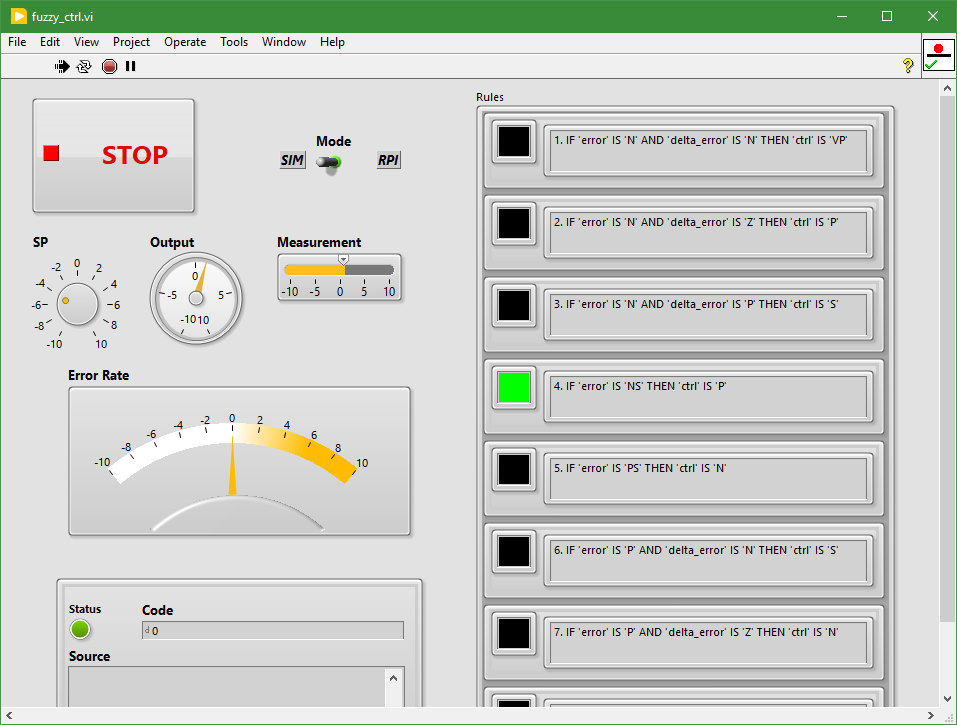 fuzzy_ctrl.vi
File Edit View Project Operate Tools Window Help
?
STOP
Mode
SIM RPI
SP
-10 -8 -6 -4 -2 0 2 4 6 8 10
Output
-10 -5 0 5 10
Measurement
-10 -5 0 5 10
Error Rate
-10 -8 -6 -4 -2 0 2 4 6 8 10
Status
Code
d 0
Source
Rules
1. IF 'error' IS 'N' AND 'delta_error' IS 'N' THEN 'ctrl' IS 'VP'
2. IF 'error' IS 'N' AND 'delta_error' IS 'Z' THEN 'ctrl' IS 'P'
3. IF 'error' IS 'N' AND 'delta_error' IS 'P' THEN 'ctrl' IS 'S'
4. IF 'error' IS 'NS' THEN 'ctrl' IS 'P'
5. IF 'error' IS 'PS' THEN 'ctrl' IS 'N'
6. IF 'error' IS 'P' AND 'delta_error' IS 'N' THEN 'ctrl' IS 'S'
7. IF 'error' IS 'P' AND 'delta_error' IS 'Z' THEN 'ctrl' IS 'N'